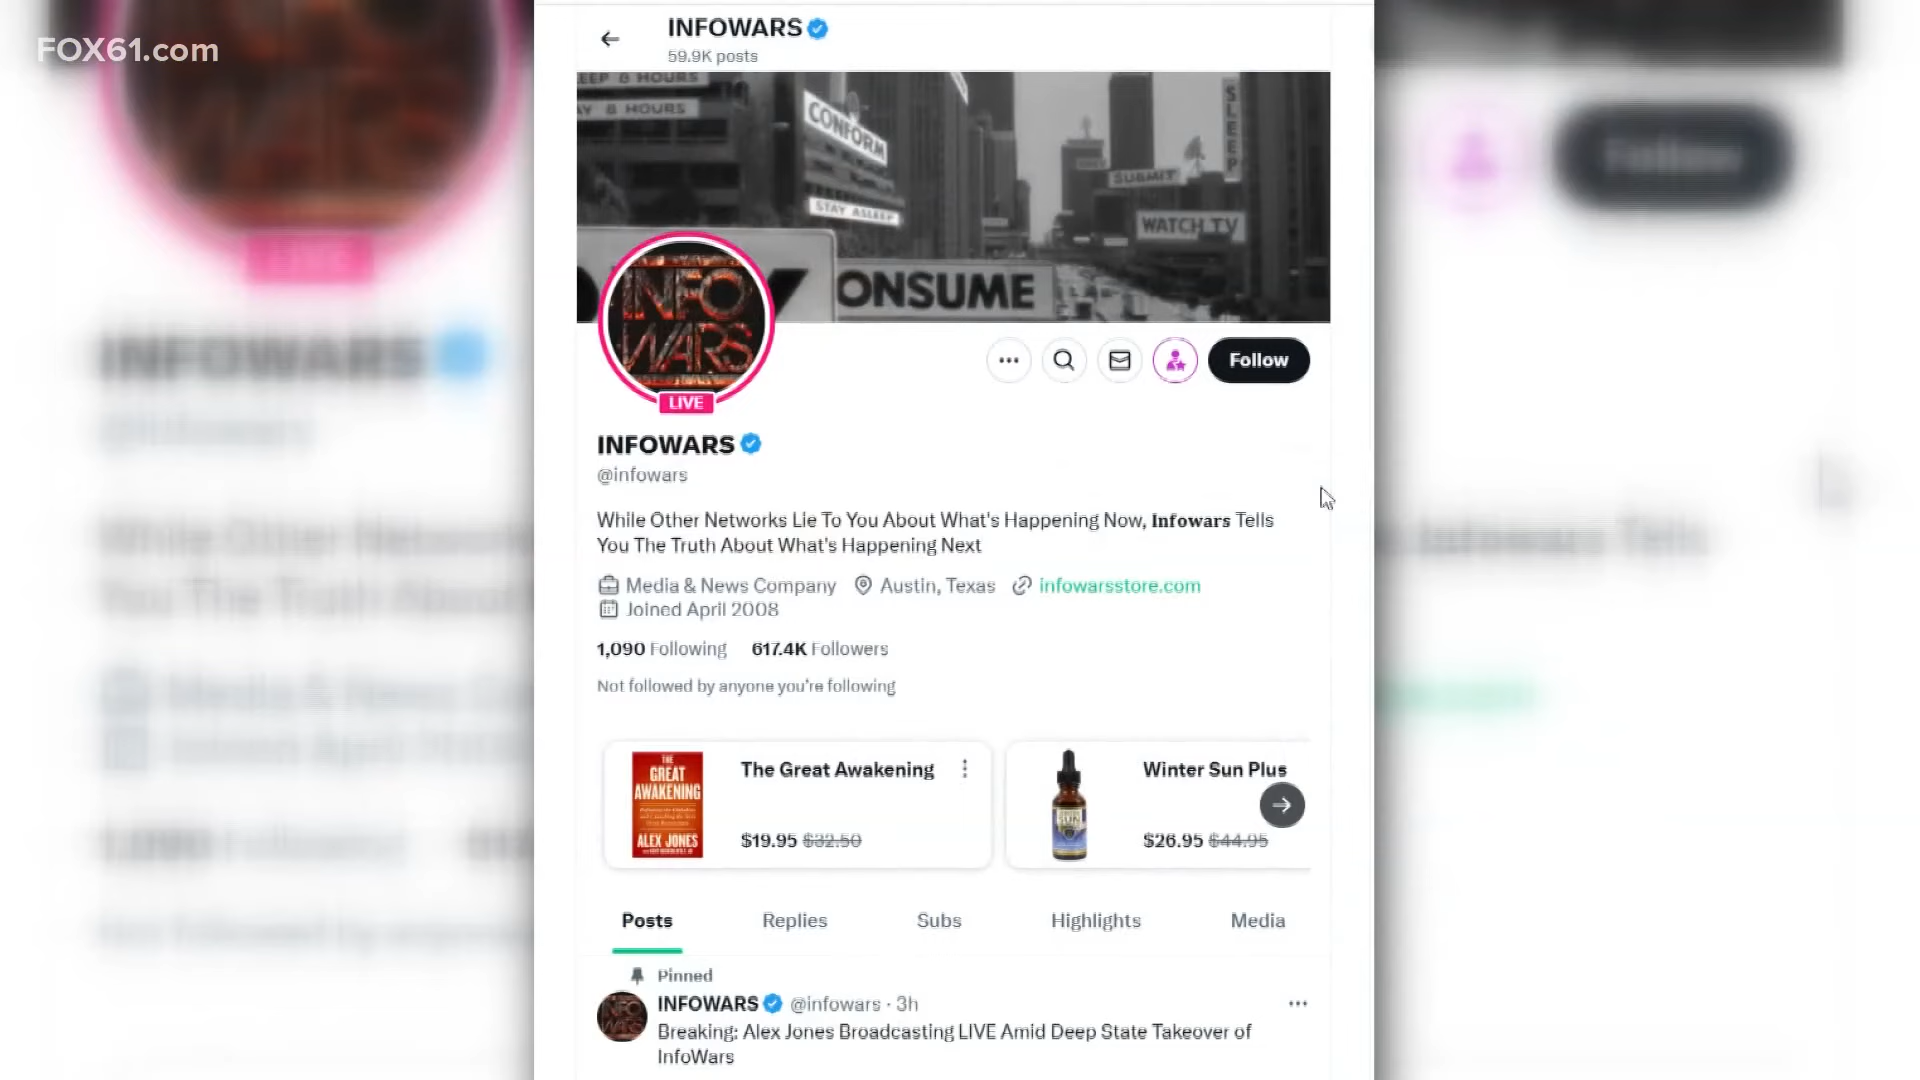 FOX61.com
INFOWARS
59.9K posts
EEP 8 HOURS
8 HOURS
CONFORM
STAY ASLEEP
SLEEP
SUBMIT
WATCH TV
ONSUME
INFO
WARS
LIVE
Follow
INFOWARS
@infowars
While Other Networks Lie To You About What's Happening Now, Infowars Tells
You The Truth About What's Happening Next
Media & News Company Austin, Texas infowarsstore.com
Joined April 2008
1,090 Following 617.4K Followers
Not followed by anyone you're following
THE
GREAT
AWAKENING
ALEX JONES
The Great Awakening
$19.95 $32.50
SUN
Winter Sun Plus
$26.95 $44.95
Posts Replies Subs Highlights Media
Pinned
INFOWARS @infowars · 3h
Breaking: Alex Jones Broadcasting LIVE Amid Deep State Takeover of
InfoWars